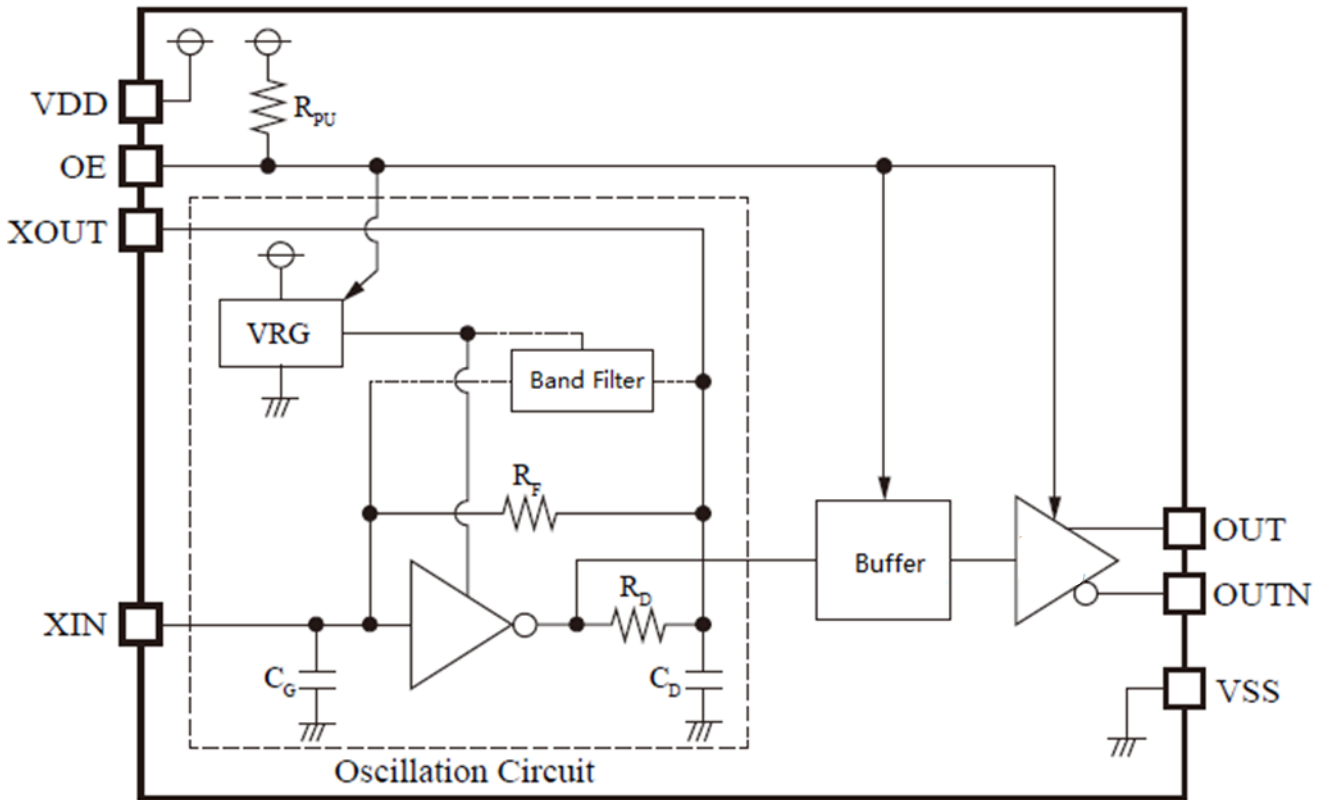 VDD
R_PU
OE
XOUT
VRG
Band Filter
R_F
OUT
Buffer
R_D
OUTN
XIN
C_G
C_D
VSS
Oscillation Circuit